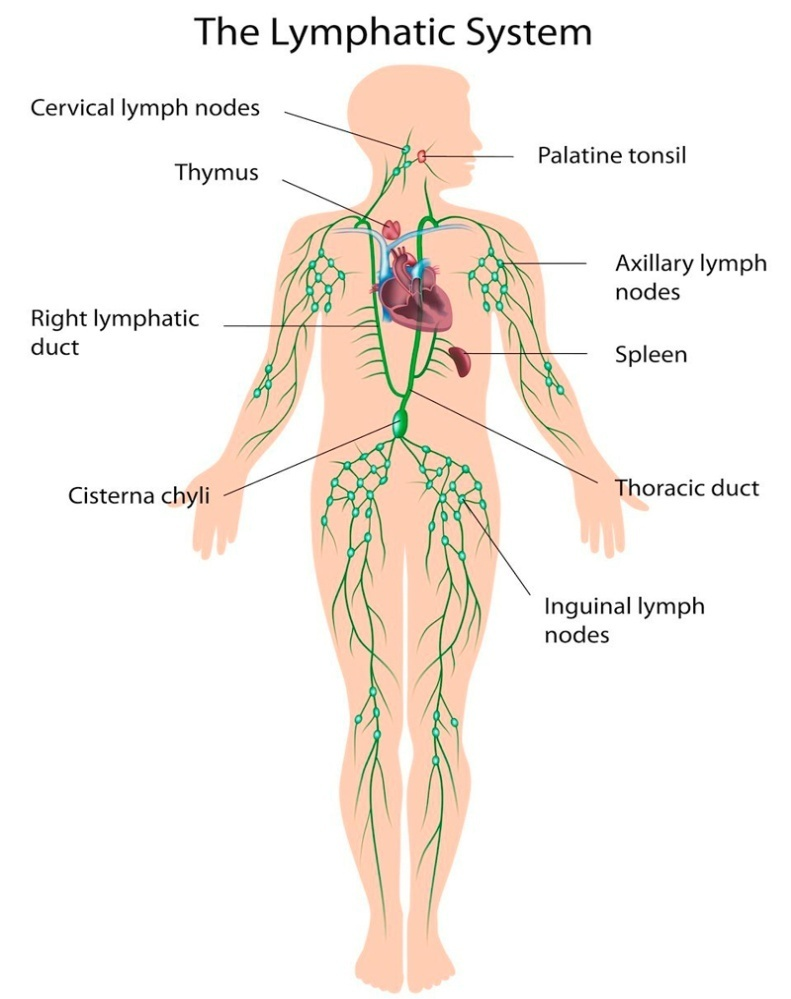 The Lymphatic System
Cervical lymph nodes
Palatine tonsil
Thymus
Axillary lymph
nodes
Right lymphatic
duct
Spleen
Cisterna chyli
Thoracic duct
Inguinal lymph
nodes